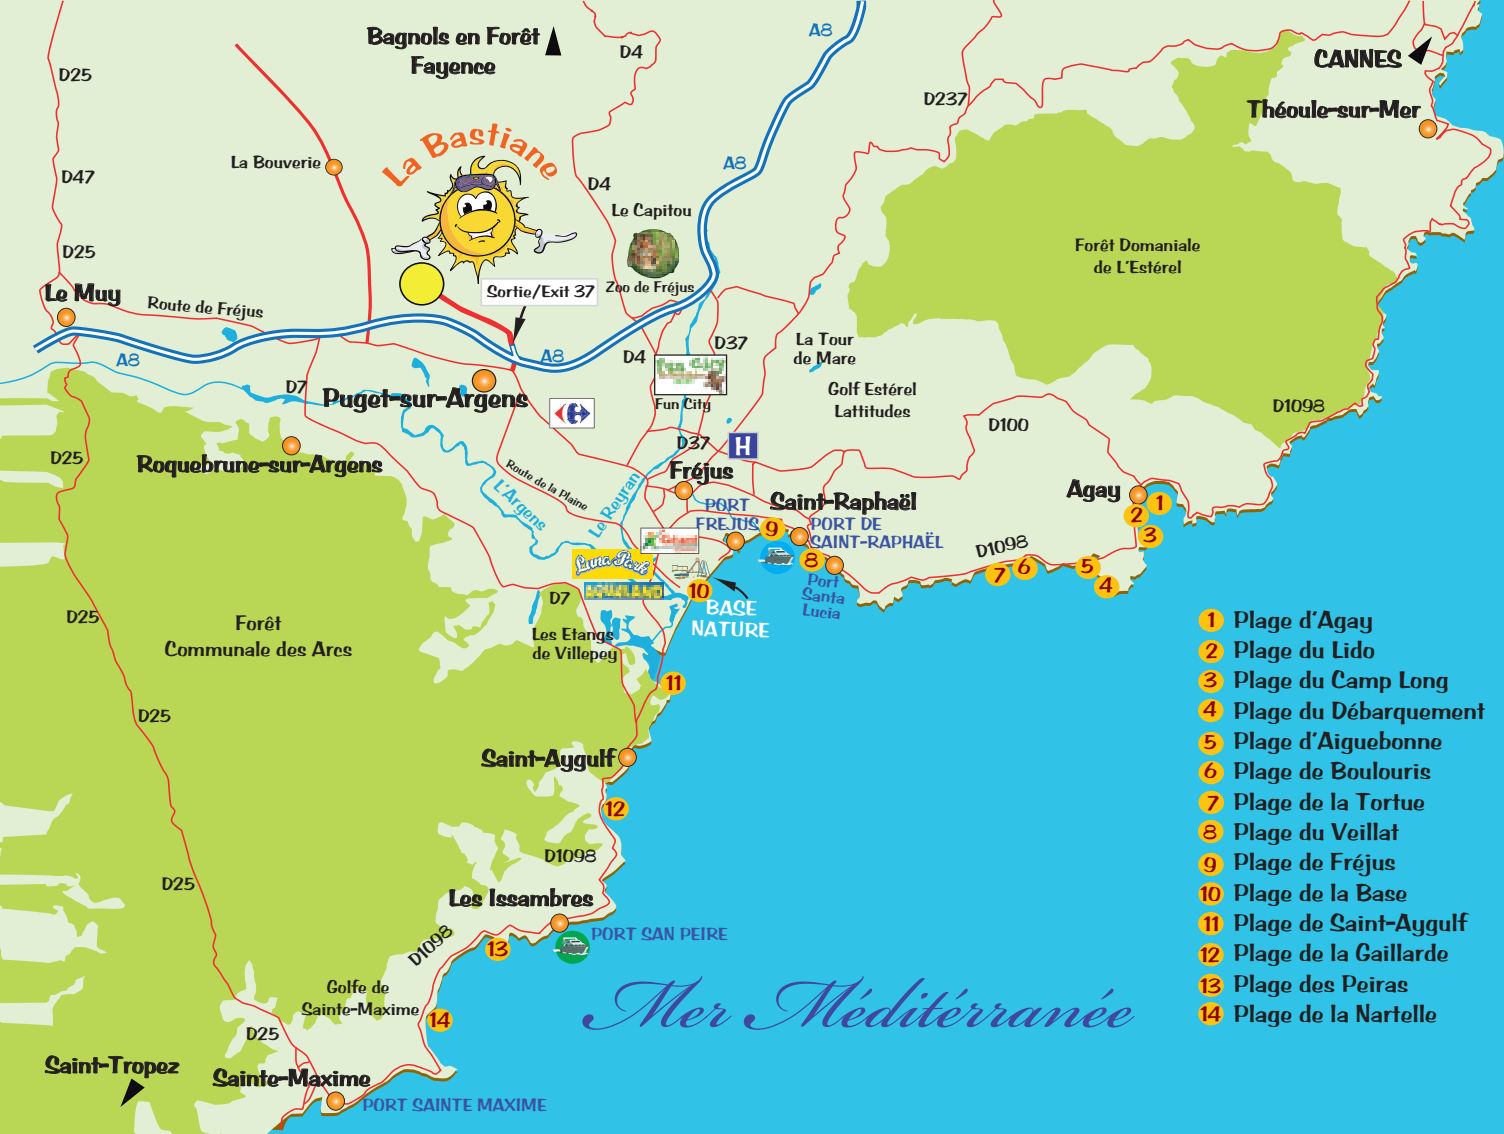 Bagnols en Forêt
Fayence
D4
A8
CANNES
D25
D237
Théoule-sur-Mer
La Bastiane
La Bouverie
A8
D47
D4
Le Capitou
D25
Forêt Domaniale
de L'Estérel
Le Muy
Route de Fréjus
Sortie/Exit 37
Zoo de Fréjus
A8
A8
D4
D37
La Tour
de Mare
D7
Puget-sur-Argens
Fun City
Golf Estérel
Lattitudes
D1098
D100
D25
Roquebrune-sur-Argens
D37
H
Fréjus
Route de la Plaine
L'Argens
Le Reyran
Agay
1
2
3
Saint-Raphaël
PORT
FREJUS
9
PORT DE
SAINT-RAPHAËL
8
D1098
7
6
5
4
Port
Santa
Lucia
Luna Park
10
BASE
NATURE
D7
D25
Forêt
Communale des Arcs
Les Etangs
de Villepey
11
D25
Saint-Aygulf
12
D1098
D25
Les Issambres
PORT SAN PEIRE
13
D1098
Golfe de
Sainte-Maxime
14
D25
Mer Méditérranée
Saint-Tropez
Sainte-Maxime
PORT SAINTE MAXIME
1 Plage d'Agay
2 Plage du Lido
3 Plage du Camp Long
4 Plage du Débarquement
5 Plage d'Aiguebonne
6 Plage de Boulouris
7 Plage de la Tortue
8 Plage du Veillat
9 Plage de Fréjus
10 Plage de la Base
11 Plage de Saint-Aygulf
12 Plage de la Gaillarde
13 Plage des Peiras
14 Plage de la Nartelle